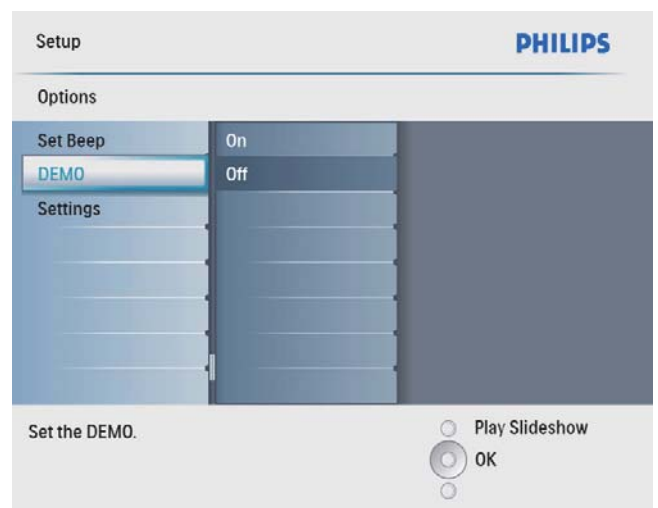 Setup
PHILIPS
Options
Set Beep
On
DEMO
Off
Settings
Set the DEMO.
Play Slideshow
OK